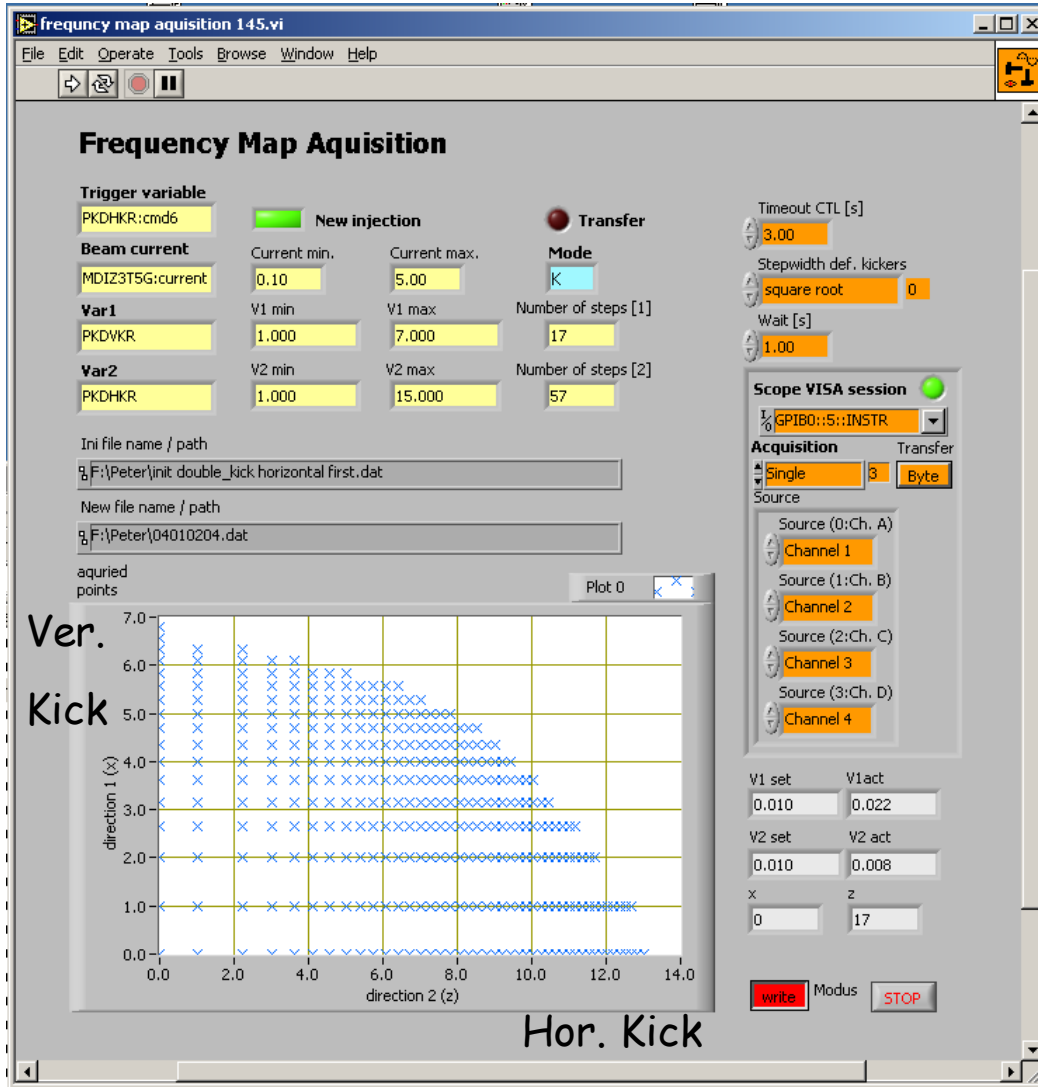 frequncy map aquisition 145.vi
File Edit Operate Tools Browse Window Help
Frequency Map Aquisition
Trigger variable
PKDHKR:cmd6
New injection
Transfer
Beam current
MDIZ3T5G:current
Current min.
0.10
Current max.
5.00
Mode
K
Var1
PKDVKR
V1 min
1.000
V1 max
7.000
Number of steps [1]
17
Var2
PKDHKR
V2 min
1.000
V2 max
15.000
Number of steps [2]
57
Timeout CTL [s]
3.00
Stepwidth def. kickers
square root 0
Wait [s]
1.00
Scope VISA session
GPIB0::5::INSTR
Acquisition Transfer
Single 3 Byte
Source
Source (0:Ch. A)
Channel 1
Source (1:Ch. B)
Channel 2
Source (2:Ch. C)
Channel 3
Source (3:Ch. D)
Channel 4
Ini file name / path
F:\Peter\init double_kick horizontal first.dat
New file name / path
F:\Peter\04010204.dat
aqured
points
Plot 0
Ver.
Kick
direction 1 (x)
7.0
6.0
5.0
4.0
3.0
2.0
1.0
0.0
0.0 2.0 4.0 6.0 8.0 10.0 12.0 14.0
direction 2 (z)
Hor. Kick
V1 set V1act
0.010 0.022
V2 set V2 act
0.010 0.008
x z
0 17
write Modus STOP